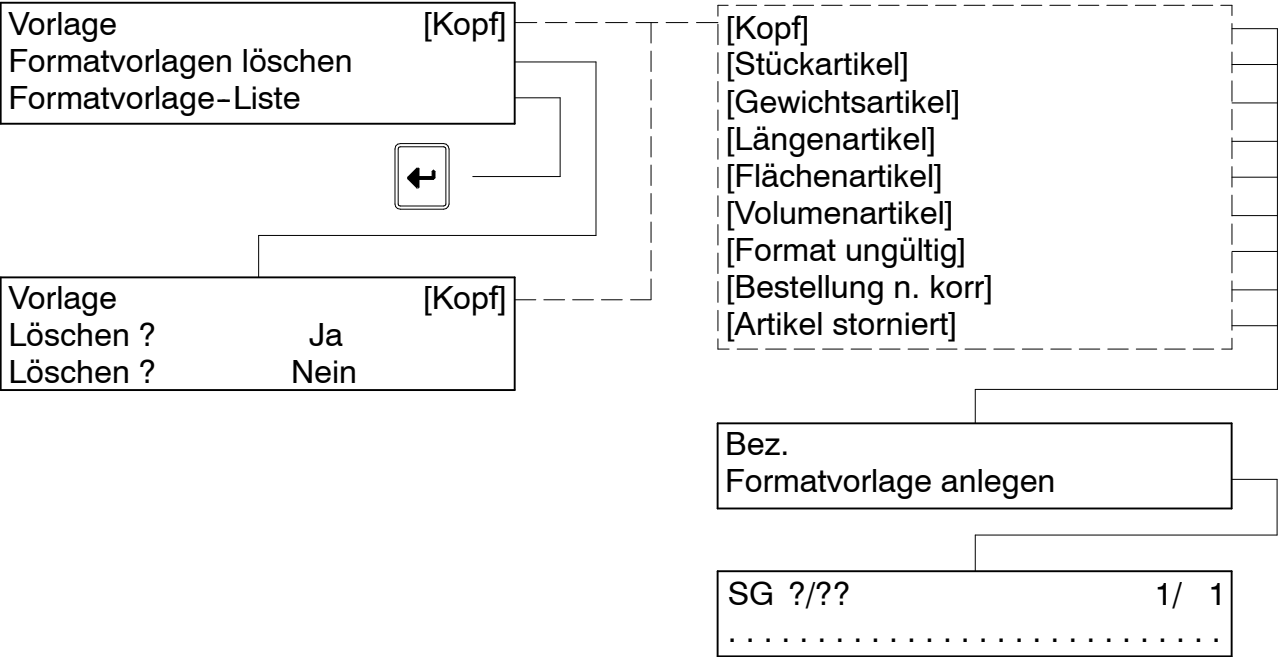 Vorlage [Kopf]
Formatvorlagen löschen
Formatvorlage-Liste
Vorlage [Kopf]
Löschen ? Ja
Löschen ? Nein
[Kopf]
[Stückartikel]
[Gewichtsartikel]
[Längenartikel]
[Flächenartikel]
[Volumenartikel]
[Format ungültig]
[Bestellung n. korr]
[Artikel storniert]
Bez.
Formatvorlage anlegen
SG ?/?? 1/ 1
. . . . . . . . . . . . . . . . . . . . . . . . . . . .